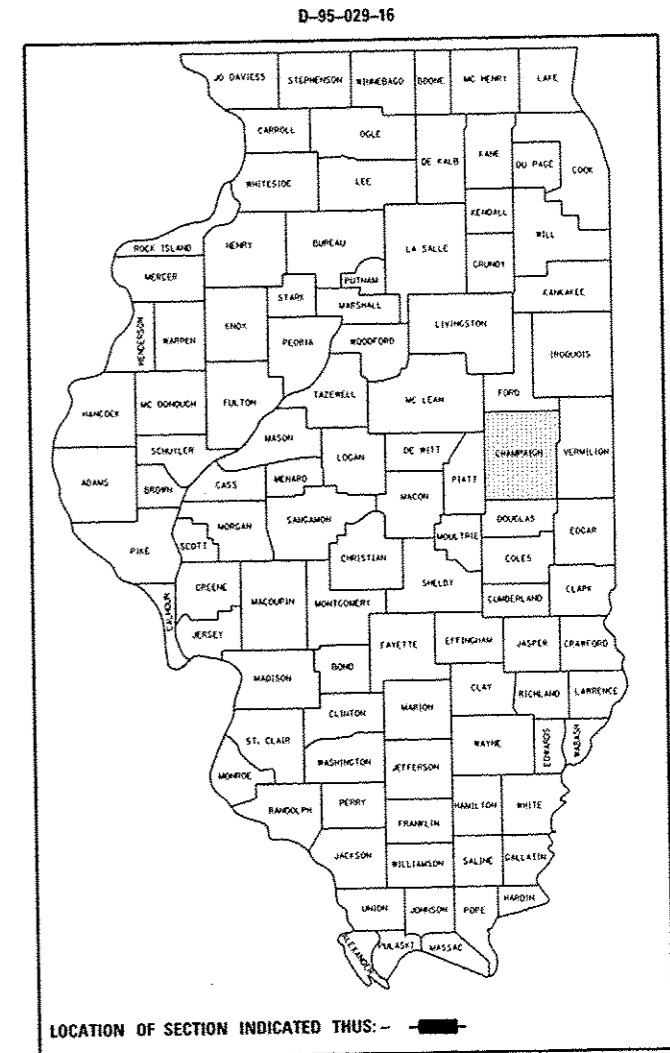 D-95-029-16
JO DAVIESS STEPHENSON WINNEBAGO BOONE MC HENRY LAKE
CARROLL OGLE
DE KALB KANE DU PAGE COOK
WHITESIDE LEE
KENDALL WILL
ROCK ISLAND HENRY BUREAU LA SALLE GRUNDY
MERCER PUTNAM KANKAKEE
STARK MARSHALL
HENDERSON WARREN KNOX PEORIA WOODFORD LIVINGSTON IROQUOIS
HANCOCK MC DONOUGH FULTON TAZEWELL MC LEAN FORD
MASON
SCHUYLER LOGAN DE WITT CHAMPAIGN VERMILION
ADAMS BROWN CASS MENARD PIATT
MACON
MORGAN SANGAMON DOUGLAS
PIKE SCOTT CHRISTIAN MOULTRIE EDGAR
COLES
GREENE MACOUPIN MONTGOMERY SHELBY CUMBERLAND CLARK
CALHOUN JERSEY
FAYETTE EFFINGHAM JASPER CRAWFORD
MADISON BOND
CLAY RICHLAND LAWRENCE
CLINTON MARION
ST. CLAIR WAYNE EDWARDS WABASH
MONROE WASHINGTON JEFFERSON
RANDOLPH PERRY HAMILTON WHITE
FRANKLIN
JACKSON WILLIAMSON SALINE GALLATIN
HARDIN
UNION JOHNSON POPE
ALEXANDER PULASKI MASSAC
LOCATION OF SECTION INDICATED THUS: -